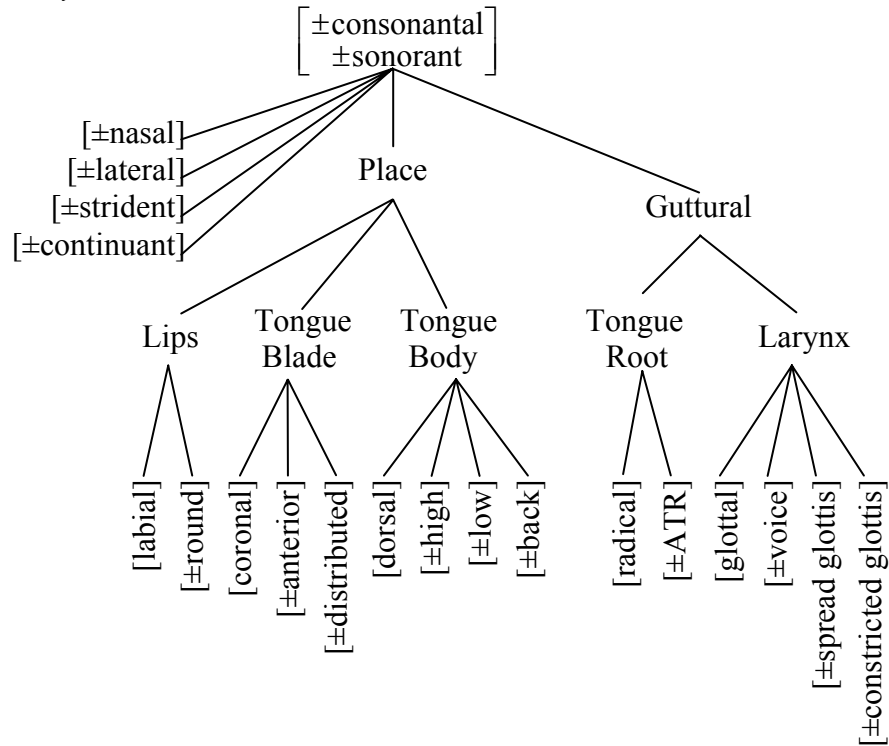 [±consonantal
±sonorant]
[±nasal]
[±lateral]
[±strident]
[±continuant]
Place
Guttural
Lips
Tongue
Blade
Tongue
Body
Tongue
Root
Larynx
[labial]
[±round]
[coronal]
[±anterior]
[±distributed]
[dorsal]
[±high]
[±low]
[±back]
[radical]
[±ATR]
[glottal]
[±voice]
[±spread glottis]
[±constricted glottis]